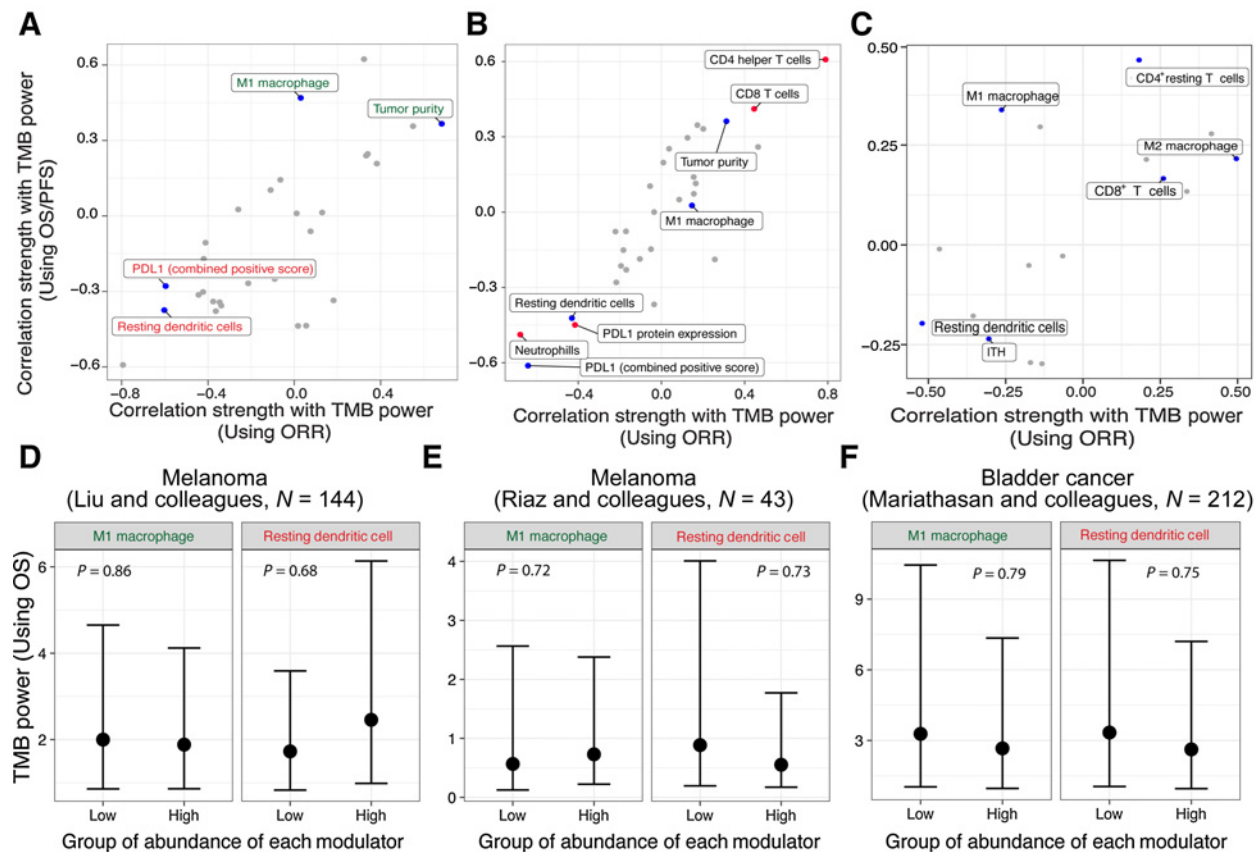 A
Correlation strength with TMB power
(Using OS/PFS)
0.6
0.3
0.0
−0.3
−0.6
M1 macrophage
Tumor purity
PDL1 (combined positive score)
Resting dendritic cells
−0.8
−0.4
0.0
0.4
Correlation strength with TMB power
(Using ORR)
B
0.6
0.3
0.0
−0.3
−0.6
CD4 helper T cells
CD8 T cells
Tumor purity
M1 macrophage
Resting dendritic cells
PDL1 protein expression
Neutrophills
PDL1 (combined positive score)
−0.4
0.0
0.4
0.8
Correlation strength with TMB power
(Using ORR)
C
0.50
0.25
0.00
−0.25
CD4+resting T cells
M1 macrophage
M2 macrophage
CD8+ T cells
Resting dendritic cells
ITH
−0.50
−0.25
0.00
0.25
0.50
Correlation strength with TMB power
(Using ORR)
D
Melanoma
(Liu and colleagues, N = 144)
TMB power (Using OS)
M1 macrophage
Resting dendritic cell
6
4
2
P = 0.86
P = 0.68
Low
High
Low
High
Group of abundance of each modulator
E
Melanoma
(Riaz and colleagues, N = 43)
M1 macrophage
Resting dendritic cell
4
3
2
1
0
P = 0.72
P = 0.73
Low
High
Low
High
Group of abundance of each modulator
F
Bladder cancer
(Mariathasan and colleagues, N = 212)
M1 macrophage
Resting dendritic cell
9
6
3
P = 0.79
P = 0.75
Low
High
Low
High
Group of abundance of each modulator